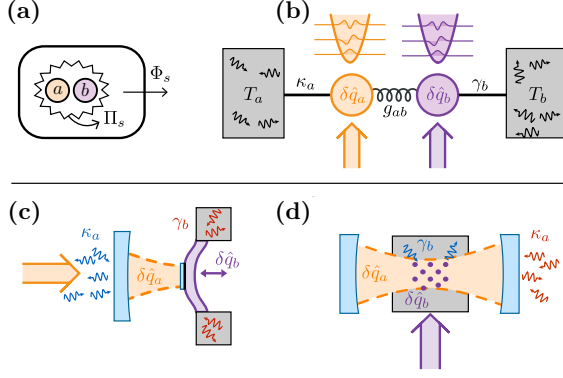 (a)
a b
Φ_s
Π_s
(b)
T_a
κ_a
δq̂_a
g_ab
δq̂_b
γ_b
T_b
(c)
κ_a
δq̂_a
γ_b
δq̂_b
(d)
γ_b
κ_a
δq̂_a
δq̂_b